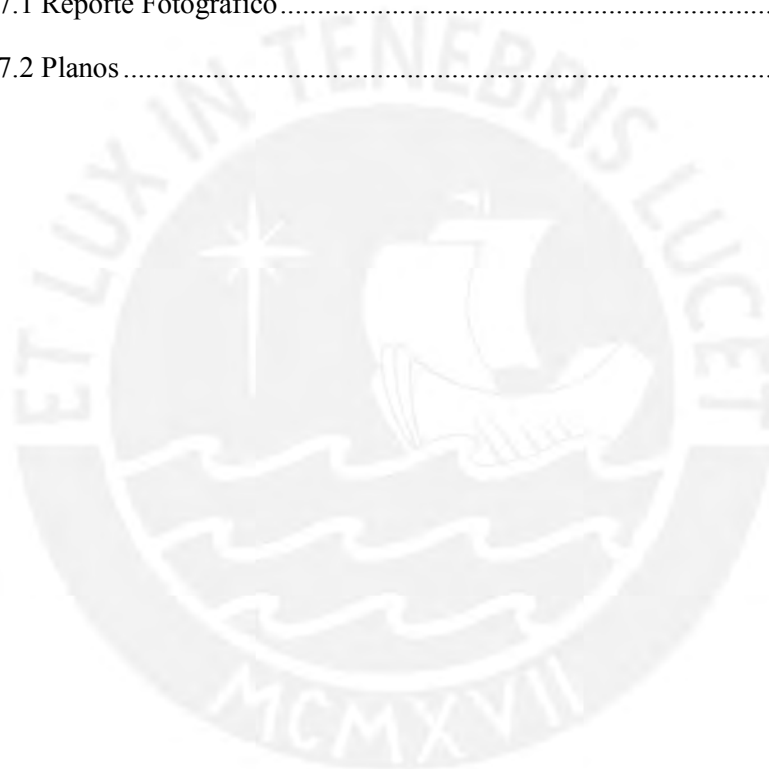 7.1 Reporte Fotográfico..........................................................................
7.2 Planos.......................................................................................
ET LUX IN TENEBRIS LUCET
MCMXVII